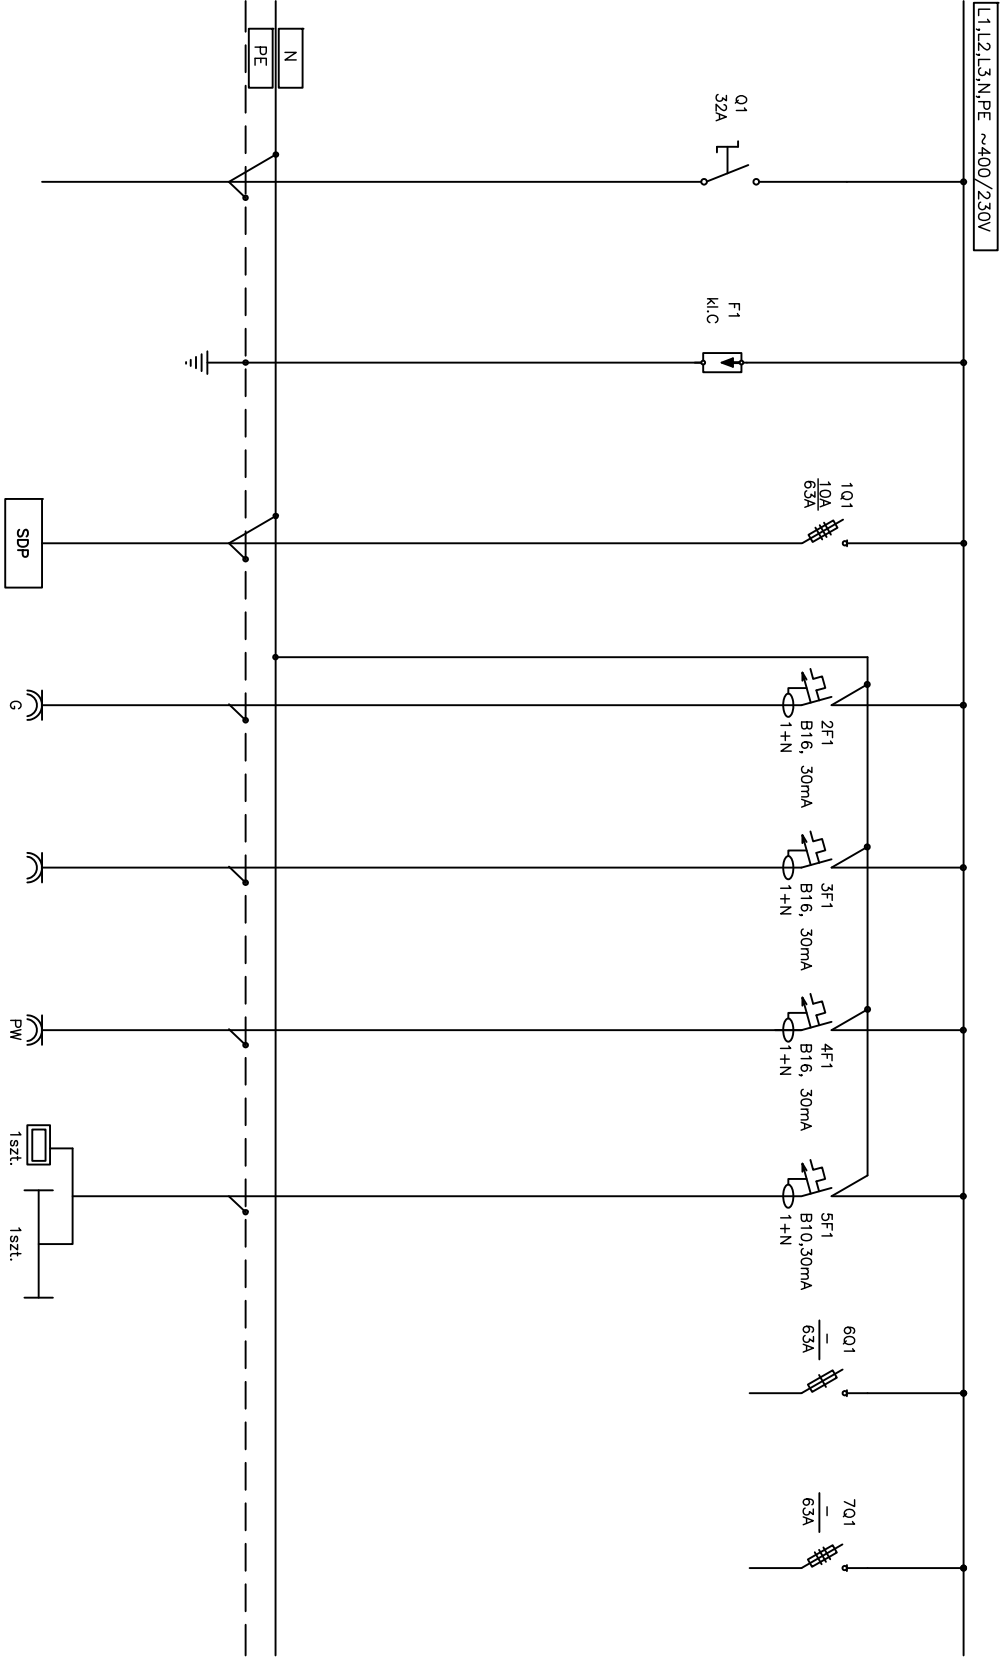 L1,L2,L3,N,PE ~400/230V
N
PE
Q1
32A
F1
kl.C
1Q1
10A
63A
SDP
2F1
B16, 30mA
1+N
G
3F1
B16, 30mA
1+N
4F1
B16, 30mA
1+N
PW
5F1
B10,30mA
1+N
1szt.
1szt.
6Q1
–
63A
7Q1
–
63A